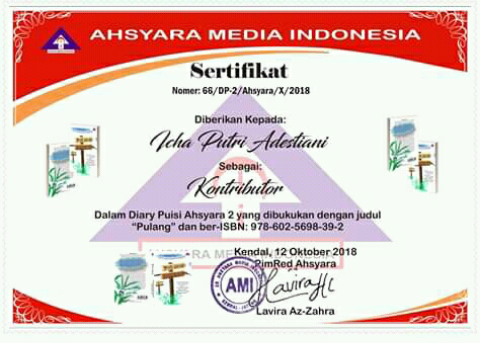 AHSYARA MEDIA INDONESIA
Sertifikat
Nomer: 66/DP-2/Ahsyara/X/2018
Diberikan Kepada:
Icha Putri Adestiani
Sebagai:
Kontributor
Dalam Diary Puisi Ahsyara 2 yang dibukukan dengan judul
"Pulang" dan ber-ISBN: 978-602-5698-39-2
Kendal, 12 Oktober 2018
PimRed Ahsyara
AMI
Lavira Az-Zahra